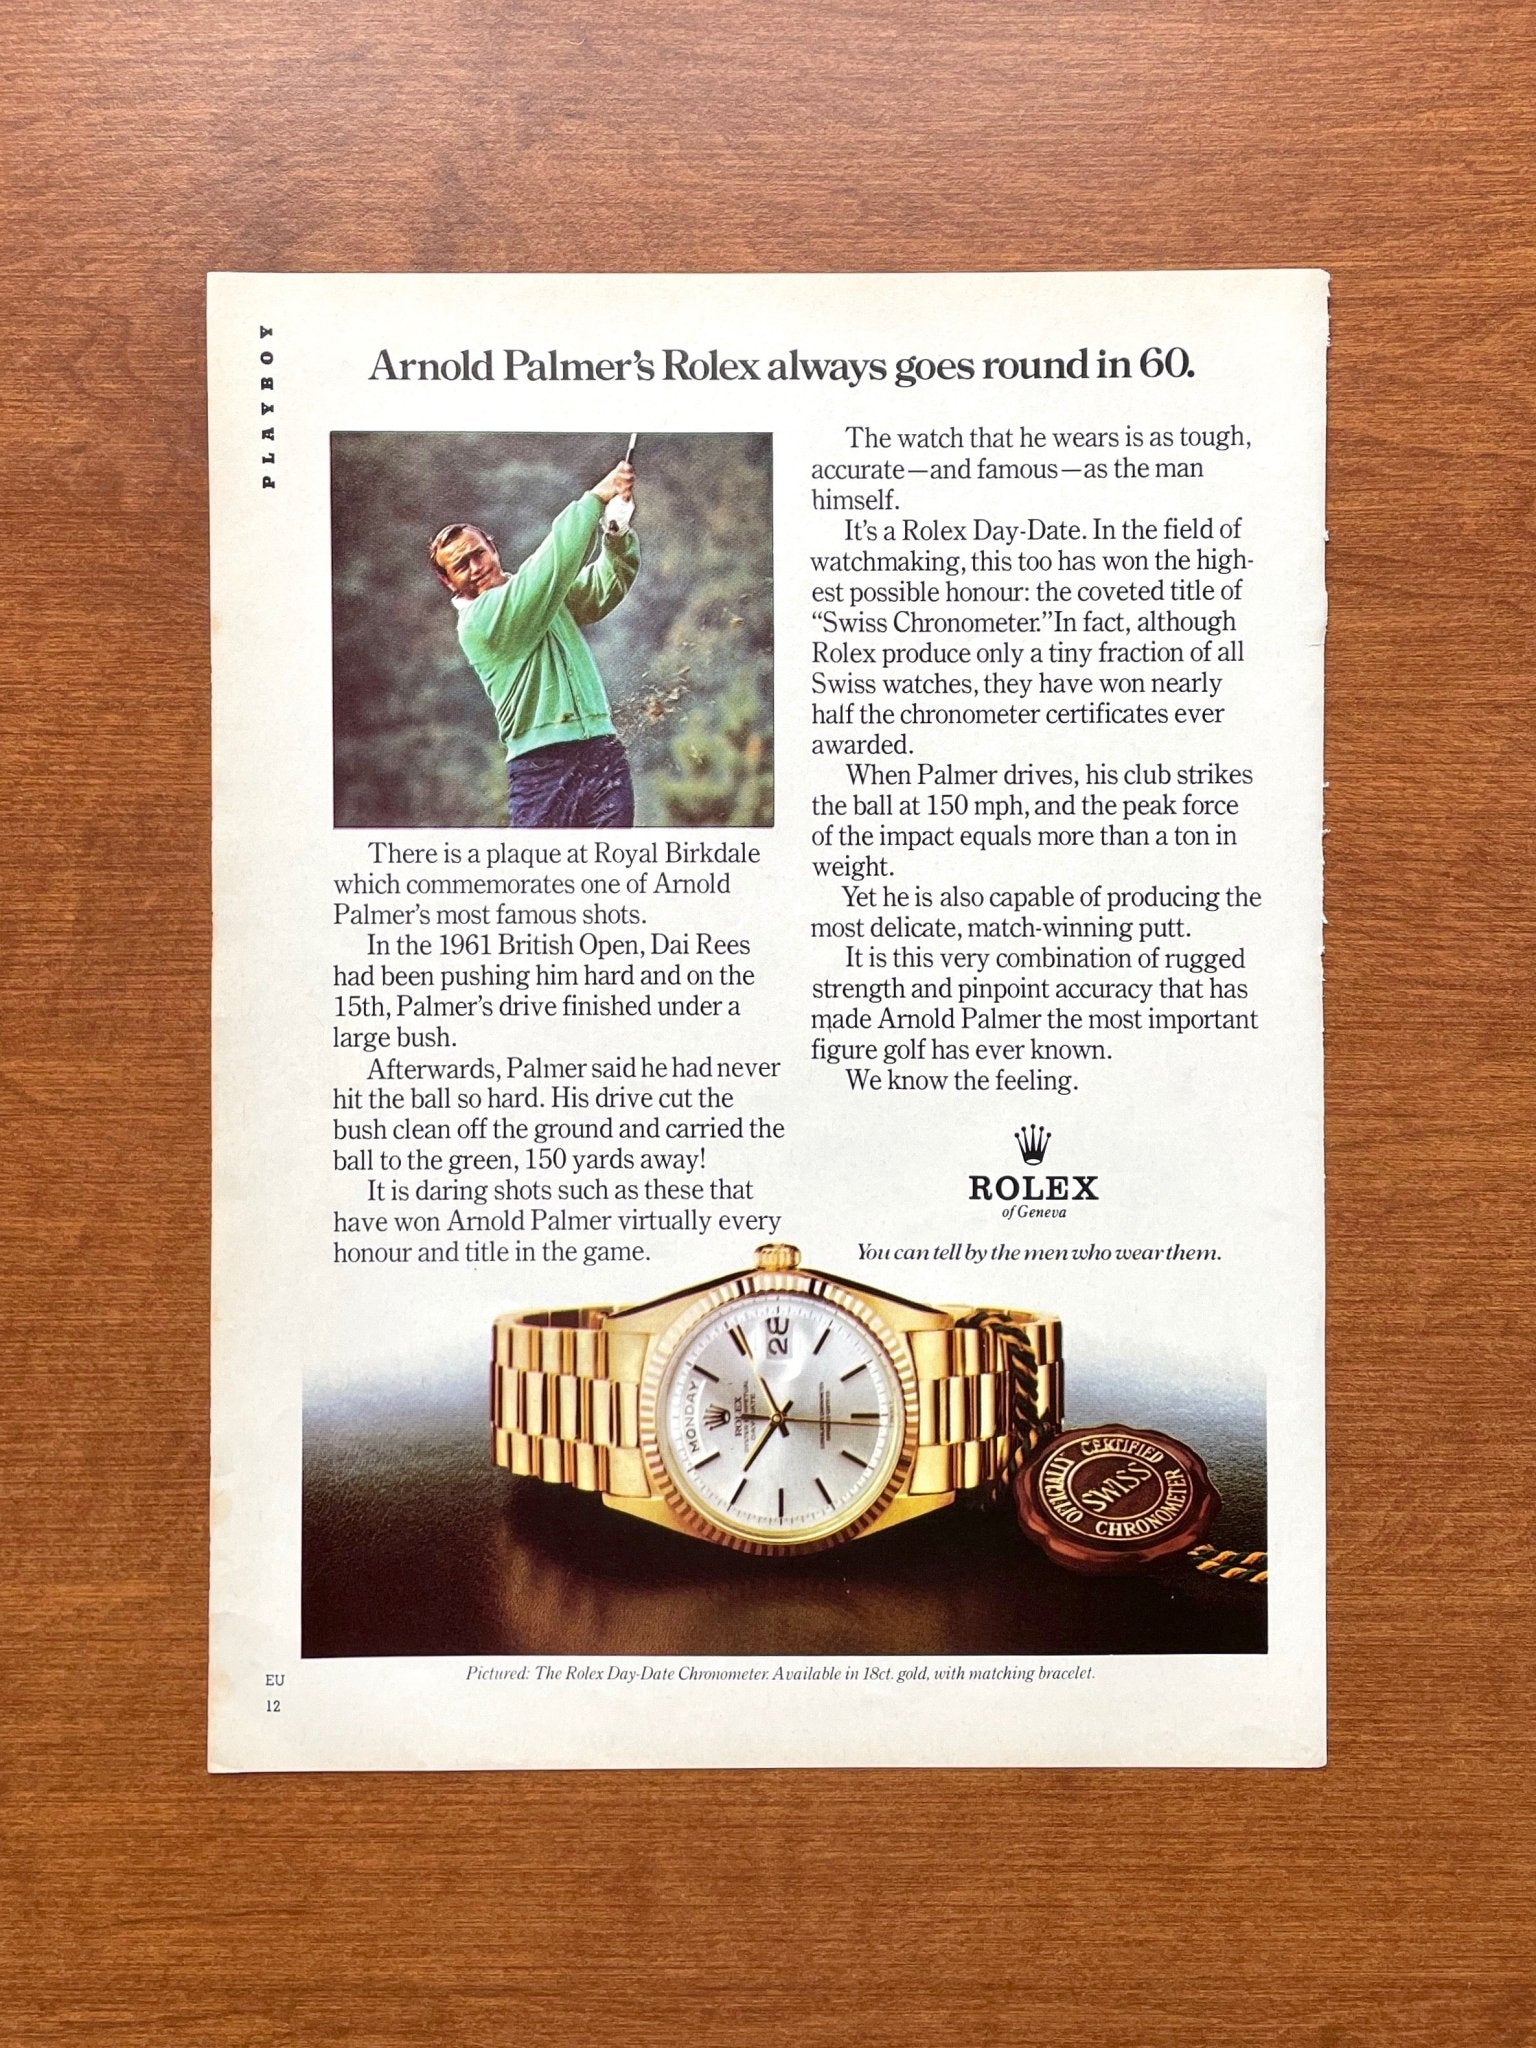 PLAYBOY
Arnold Palmer's Rolex always goes round in 60.
There is a plaque at Royal Birkdale
which commemorates one of Arnold
Palmer's most famous shots.
In the 1961 British Open, Dai Rees
had been pushing him hard and on the
15th, Palmer's drive finished under a
large bush.
Afterwards, Palmer said he had never
hit the ball so hard. His drive cut the
bush clean off the ground and carried the
ball to the green, 150 yards away!
It is daring shots such as these that
have won Arnold Palmer virtually every
honour and title in the game.
The watch that he wears is as tough,
accurate—and famous—as the man
himself.
It's a Rolex Day-Date. In the field of
watchmaking, this too has won the high-
est possible honour: the coveted title of
“Swiss Chronometer.” In fact, although
Rolex produce only a tiny fraction of all
Swiss watches, they have won nearly
half the chronometer certificates ever
awarded.
When Palmer drives, his club strikes
the ball at 150 mph, and the peak force
of the impact equals more than a ton in
weight.
Yet he is also capable of producing the
most delicate, match-winning putt.
It is this very combination of rugged
strength and pinpoint accuracy that has
made Arnold Palmer the most important
figure golf has ever known.
We know the feeling.
ROLEX
of Geneva
You can tell by the men who wear them.
28
MONDAY
ROLEX
OYSTER PERPETUAL
DAY-DATE
OFFICIALLY CERTIFIED
SWISS
CHRONOMETER
Pictured: The Rolex Day-Date Chronometer. Available in 18ct. gold, with matching bracelet.
EU
12